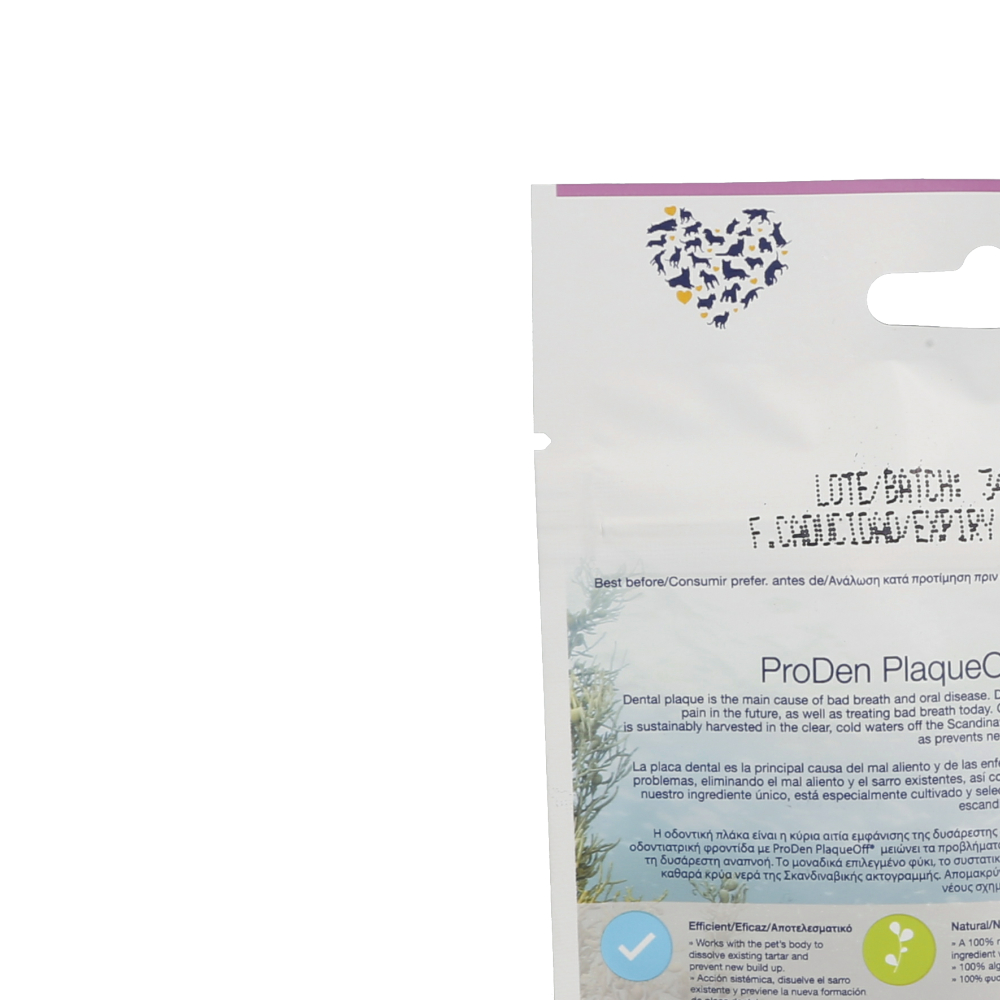 LOTE/BATCH:
F.CADUCIDAD/EXPIRY
Best before/Consumir prefer. antes de/Ανάλωση κατά προτίμηση πριν
ProDen PlaqueO
Dental plaque is the main cause of bad breath and oral disease. D
pain in the future, as well as treating bad breath today.
is sustainably harvested in the clear, cold waters off the Scandina
as prevents ne
La placa dental es la principal causa del mal aliento y de las enfe
problemas, eliminando el mal aliento y el sarro existentes, así co
nuestro ingrediente único, está especialmente cultivado y selec
escand
Η οδοντική πλάκα είναι η κύρια αιτία εμφάνισης της δυσάρεστης
οδοντιατρική φροντίδα με ProDen PlaqueOff® μειώνει τα προβλήματα
τη δυσάρεστη αναπνοή. Το μοναδικά επιλεγμένο φύκι, το συστατικ
καθαρά κρύα νερά της Σκανδιναβικής ακτογραμμής. Απομακρύ
νέους σχημ
Efficient/Eficaz/Αποτελεσματικό
- Works with the pet's body to
dissolve existing tartar and
prevent new build up.
- Acción sistémica, disuelve el sarro
existente y previene la nueva formación
Natural/N
- A 100%
ingredient
- 100% alg
- 100% φυσ